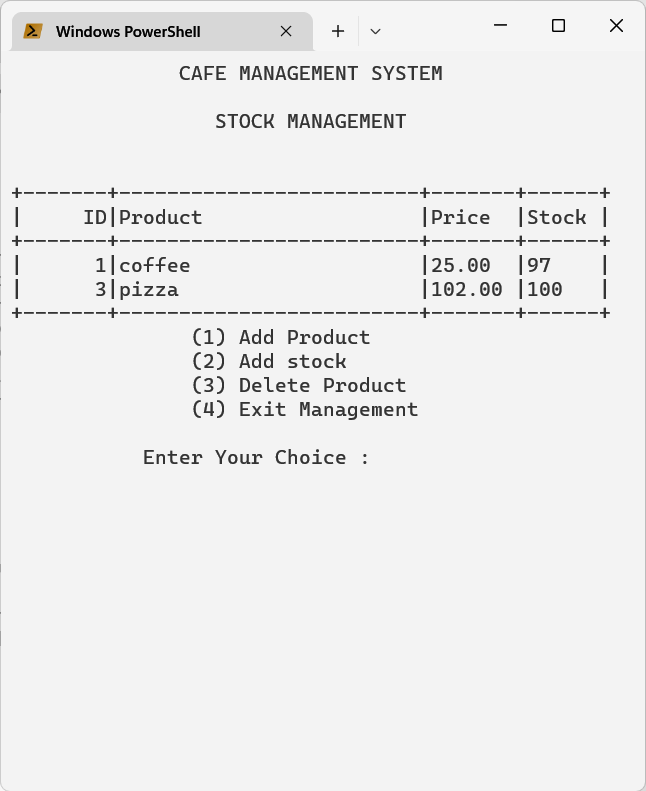 Windows PowerShell
CAFE MANAGEMENT SYSTEM
STOCK MANAGEMENT
+-------+--------------------------+-------+------+
|     ID|Product                   |Price  |Stock |
+-------+--------------------------+-------+------+
|      1|coffee                    |25.00  |97    |
|      3|pizza                     |102.00 |100   |
+-------+--------------------------+-------+------+
(1) Add Product
(2) Add stock
(3) Delete Product
(4) Exit Management
Enter Your Choice :